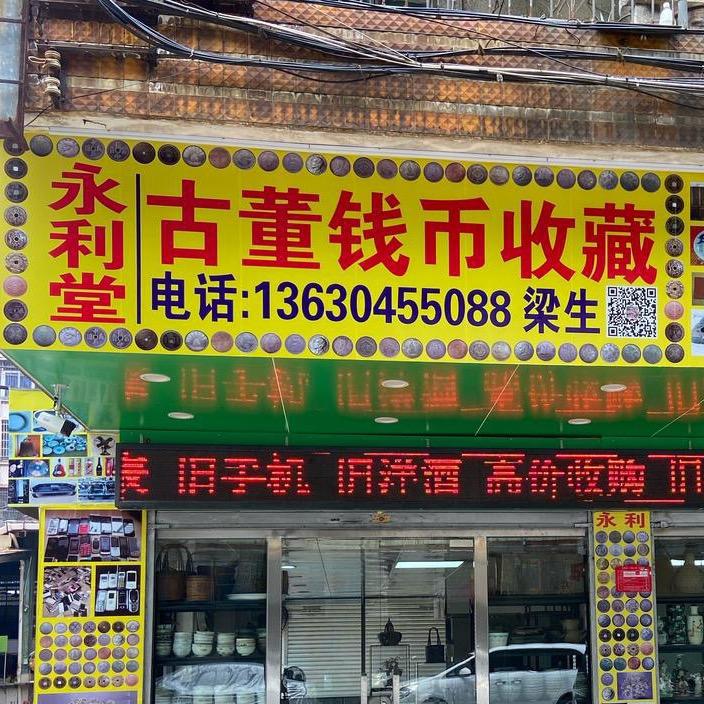 永利堂
古董钱币收藏
电话:13630455088 梁生
旧手机 旧洋酒 高价收购 旧
永利